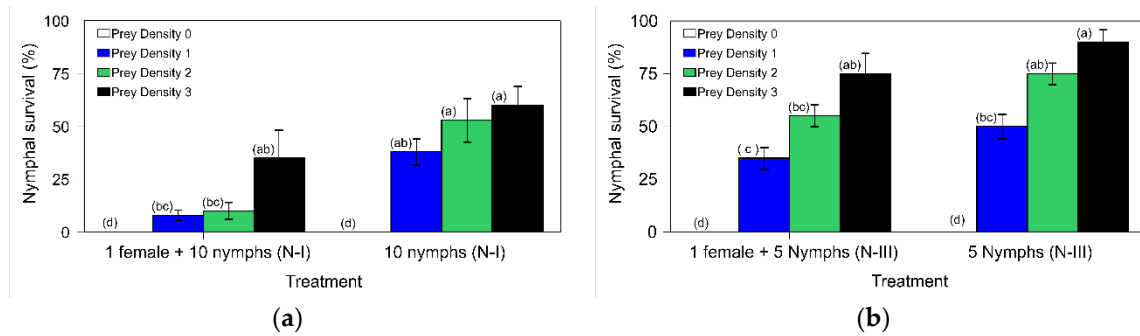 100
75
50
25
0
Nymphal survival (%)
Prey Density 0
Prey Density 1
Prey Density 2
Prey Density 3
(d)
(bc)
(bc)
(ab)
(d)
(ab)
(a)
(a)
1 female + 10 nymphs (N-I)
10 nymphs (N-I)
Treatment
(a)
100
75
50
25
0
Nymphal survival (%)
Prey Density 0
Prey Density 1
Prey Density 2
Prey Density 3
(d)
( c )
(bc)
(ab)
(d)
(bc)
(ab)
(a)
1 female + 5 Nymphs (N-III)
5 Nymphs (N-III)
Treatment
(b)